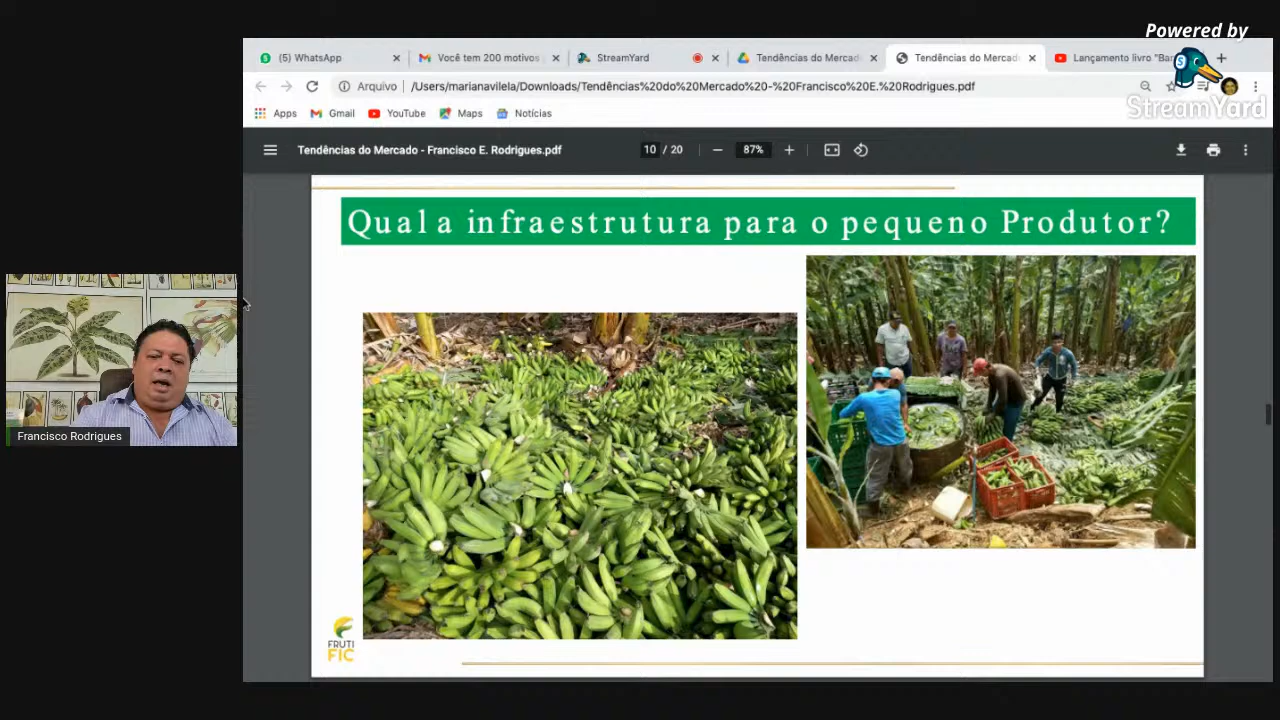 Powered by
StreamYard
(5) WhatsApp
Você tem 200 motivos
StreamYard
Tendências do Mercad
Tendências do Mercad
Lançamento livro "Ba
Arquivo
/Users/marianavilela/Downloads/Tendências%20do%20Mercado%20-%20Francisco%20E.%20Rodrigues.pdf
Apps
Gmail
YouTube
Maps
Notícias
Tendências do Mercado - Francisco E. Rodrigues.pdf
10 / 20
87%
Qual a infraestrutura para o pequeno Produtor?
Francisco Rodrigues
FRUTI
FIC